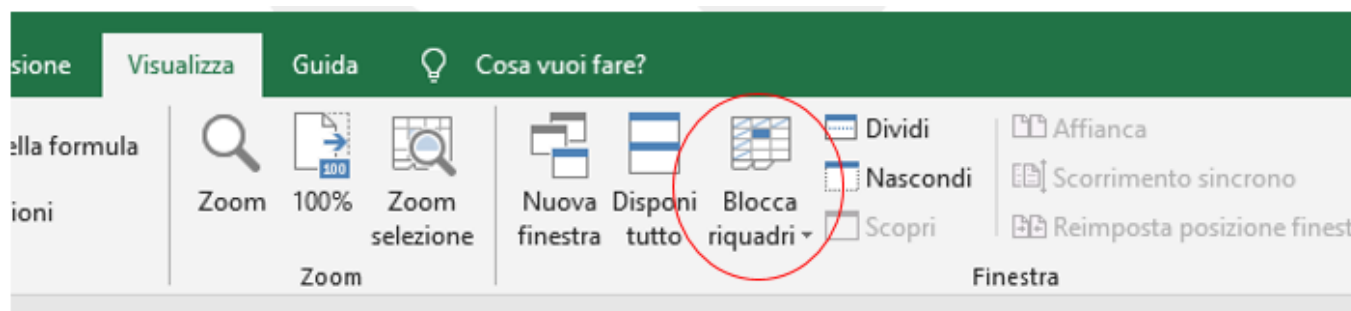 sione Visualizza Guida Cosa vuoi fare?
ella formula
ioni
Zoom
100
100%
Zoom
selezione
Zoom
Nuova
finestra
Disponi
tutto
Blocca
riquadri
Dividi
Nascondi
Scopri
Affianca
Scorrimento sincrono
Reimposta posizione finest
Finestra